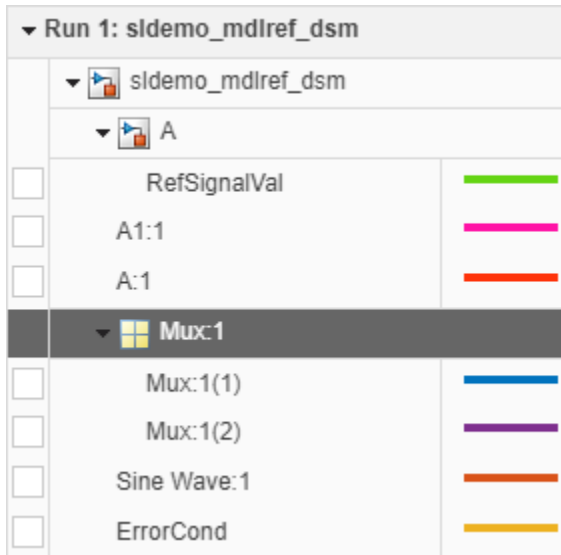 Run 1: sldemo_mdlref_dsm
sldemo_mdlref_dsm
A
RefSignalVal
A1:1
A:1
Mux:1
Mux:1(1)
Mux:1(2)
Sine Wave:1
ErrorCond